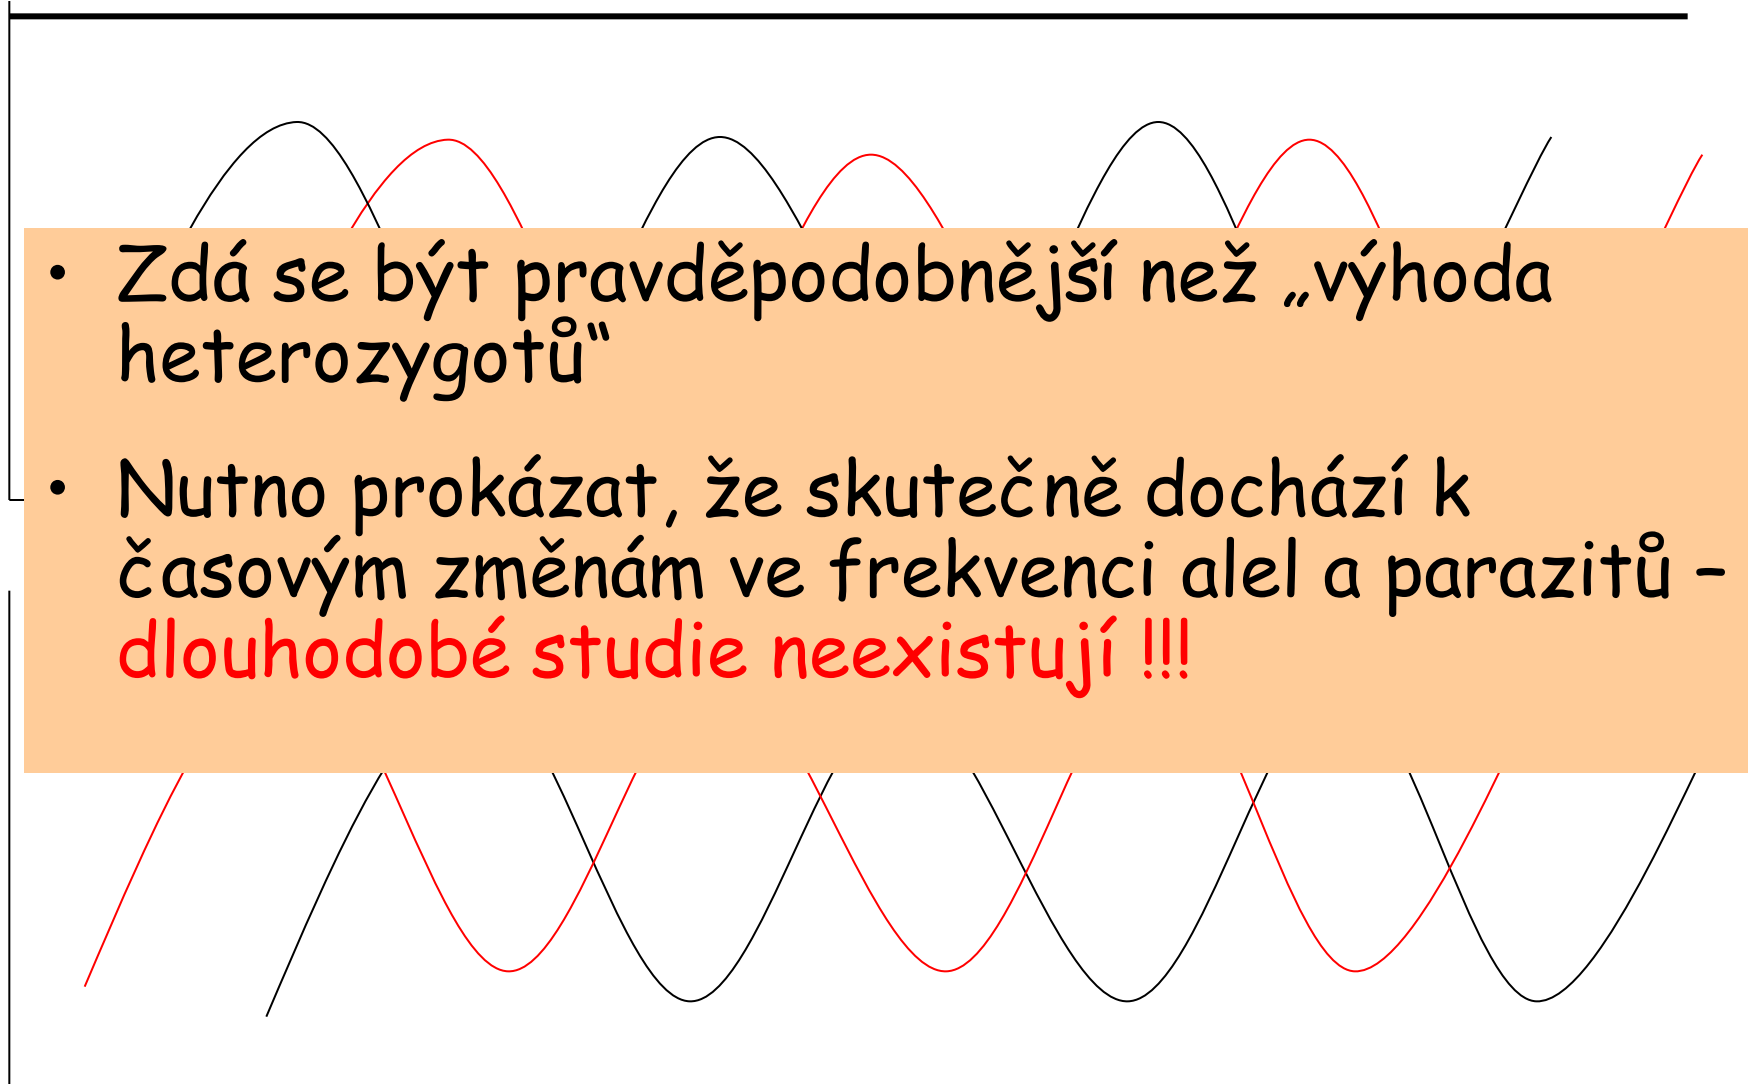 • Zdá se být pravděpodobnější než „výhoda
heterozygotů“
• Nutno prokázat, že skutečně dochází k
časovým změnám ve frekvenci alel a parazitů –
dlouhodobé studie neexistují !!!